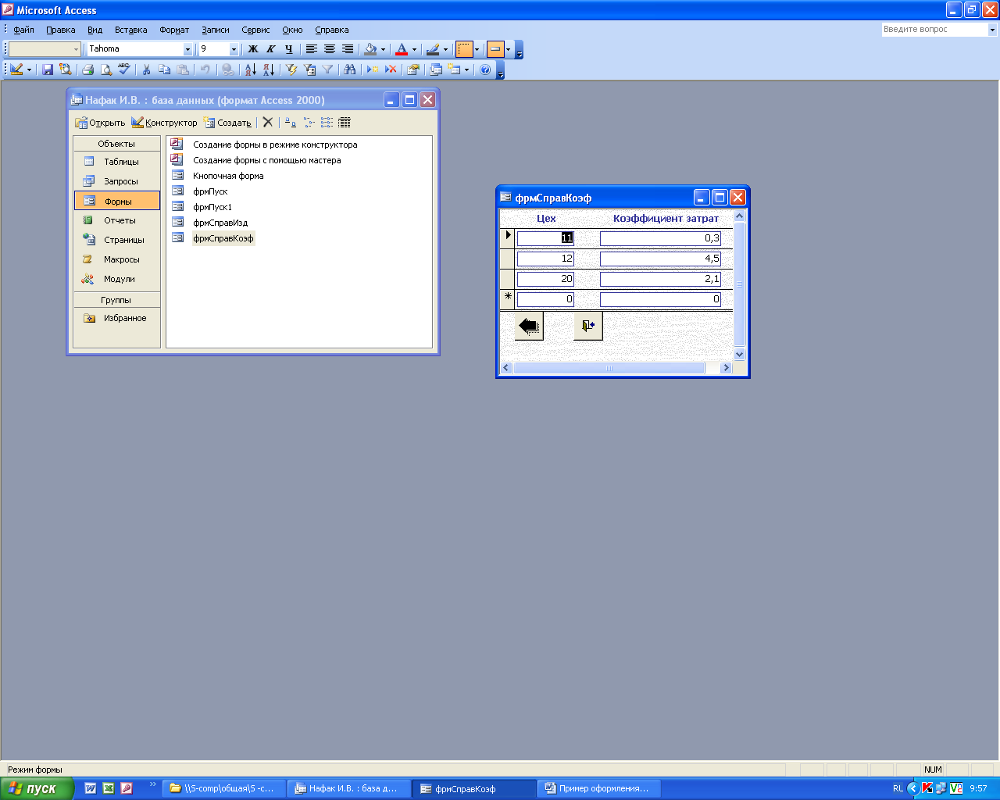 Microsoft Access
Файл Правка Вид Вставка Формат Записи Сервис Окно Справка Введите вопрос
Tahoma 9 Ж К Ч
Нафак И.В. : база данных (формат Access 2000)
Открыть Конструктор Создать
Объекты
Таблицы
Запросы
Формы
Отчеты
Страницы
Макросы
Модули
Группы
Избранное
Создание формы в режиме конструктора
Создание формы с помощью мастера
Кнопочная форма
фрмПуск
фрмПуск1
фрмСправИзд
фрмСправКоэф
фрмСправКоэф
Цех Коэффициент затрат
11 0,3
12 4,5
20 2,1
0 0
Режим формы NUM
пуск \\S-comp\общая\S -с... Нафак И.В. : база д... фрмСправКоэф Пример оформления... RL 9:57